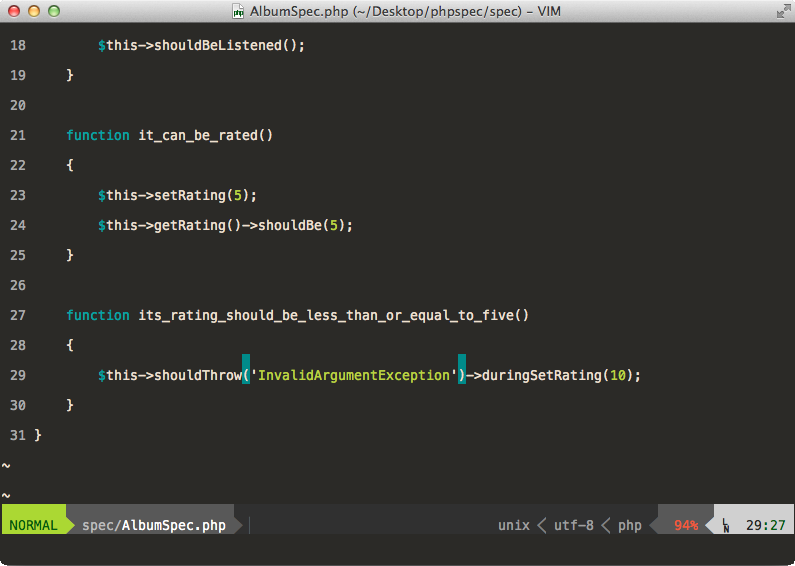 AlbumSpec.php (~/Desktop/phpspec/spec) – VIM
18 $this->shouldBeListened();
19 }
20
21 function it_can_be_rated()
22 {
23 $this->setRating(5);
24 $this->getRating()->shouldBe(5);
25 }
26
27 function its_rating_should_be_less_than_or_equal_to_five()
28 {
29 $this->shouldThrow('InvalidArgumentException')->duringSetRating(10);
30 }
31 }
~
~
NORMAL spec/AlbumSpec.php unix utf-8 php 94% LN 29:27